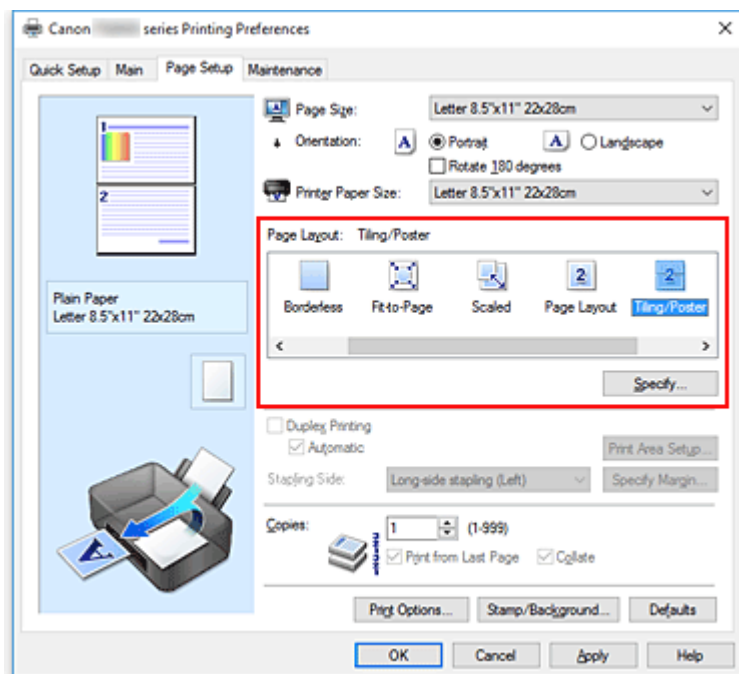 Canon series Printing Preferences
Quick Setup Main Page Setup Maintenance
Page Size: Letter 8.5"x11" 22x28cm
Orientation: A Portrait A Landscape
Rotate 180 degrees
Printer Paper Size: Letter 8.5"x11" 22x28cm
1
2
Page Layout: Tiling/Poster
2 2
Borderless Fit-to-Page Scaled Page Layout Tiling/Poster
Plain Paper
Letter 8.5"x11" 22x28cm
Specify...
Duplex Printing
Automatic Print Area Setup...
Stapling Side: Long-side stapling (Left) Specify Margin...
A
Copies: 1 (1-999)
Print from Last Page Collate
Print Options... Stamp/Background... Defaults
OK Cancel Apply Help